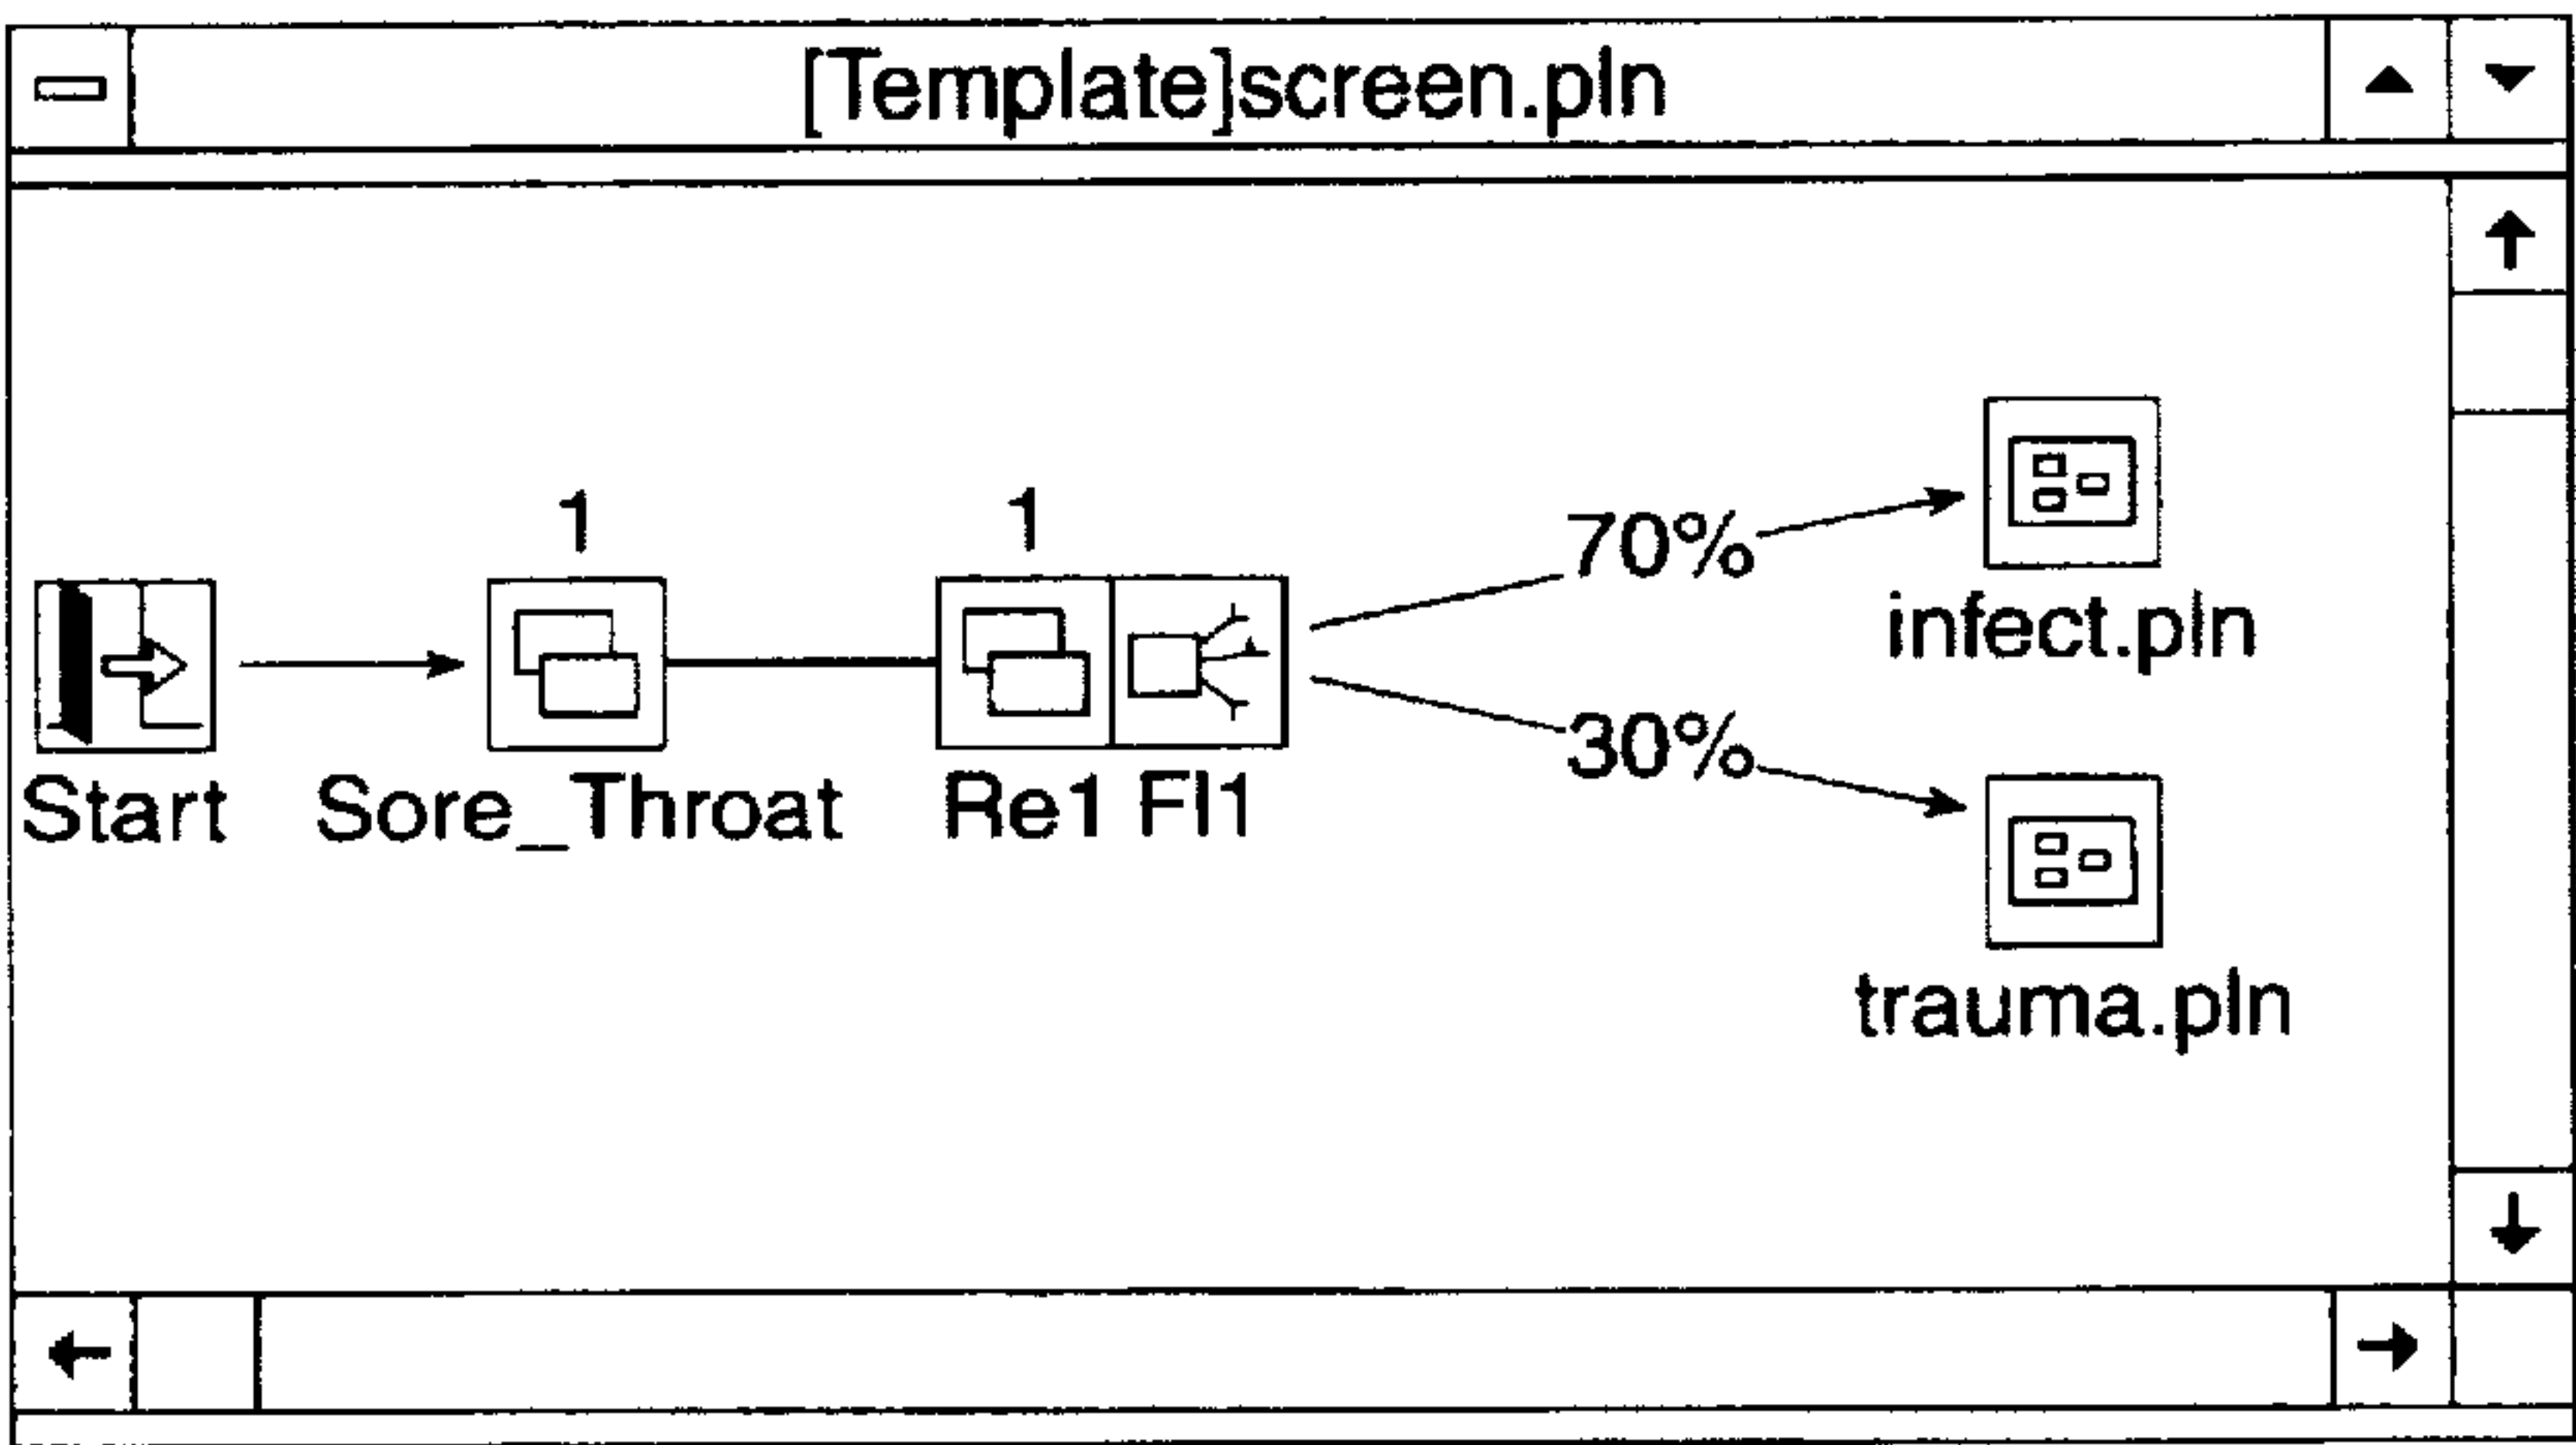 [Template]screen.pln
1
1
70%
infect.pln
30%
Start
Sore_Throat
Re1
Fl1
trauma.pln